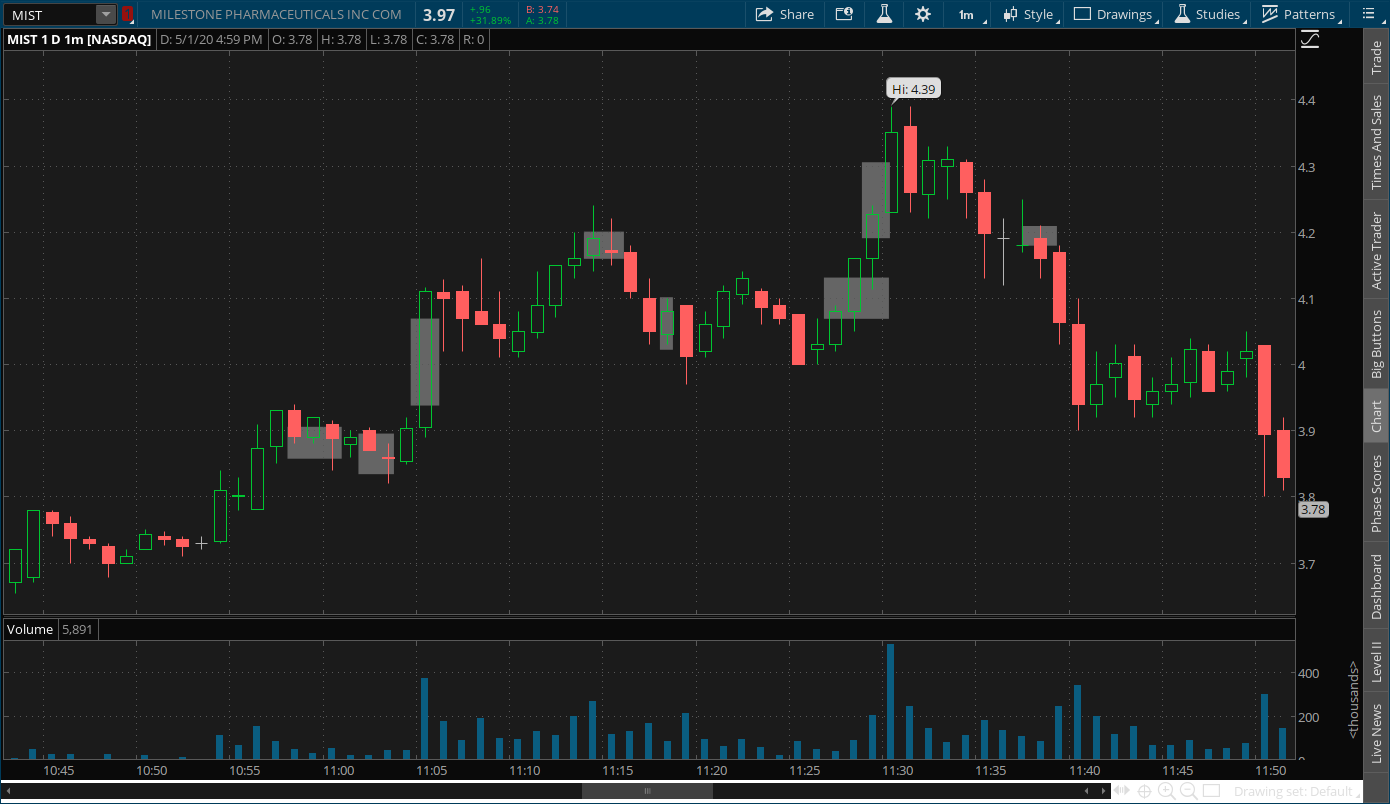 MIST 1 MILESTONE PHARMACEUTICALS INC COM 3.97 +.96 B: 3.74 Share 1m Style Drawings Studies Patterns
+31.89% A: 3.78
MIST 1 D 1m [NASDAQ] D: 5/1/20 4:59 PM O: 3.78 H: 3.78 L: 3.78 C: 3.78 R: 0
Hi: 4.39
4.4
4.3
4.2
4.1
4
3.9
3.8
3.78
3.7
Volume 5,891
400
200
0
<thousands>
10:45 10:50 10:55 11:00 11:05 11:10 11:15 11:20 11:25 11:30 11:35 11:40 11:45 11:50
Drawing set: Default
Trade
Times And Sales
Active Trader
Big Buttons
Chart
Phase Scores
Dashboard
Level II
Live News